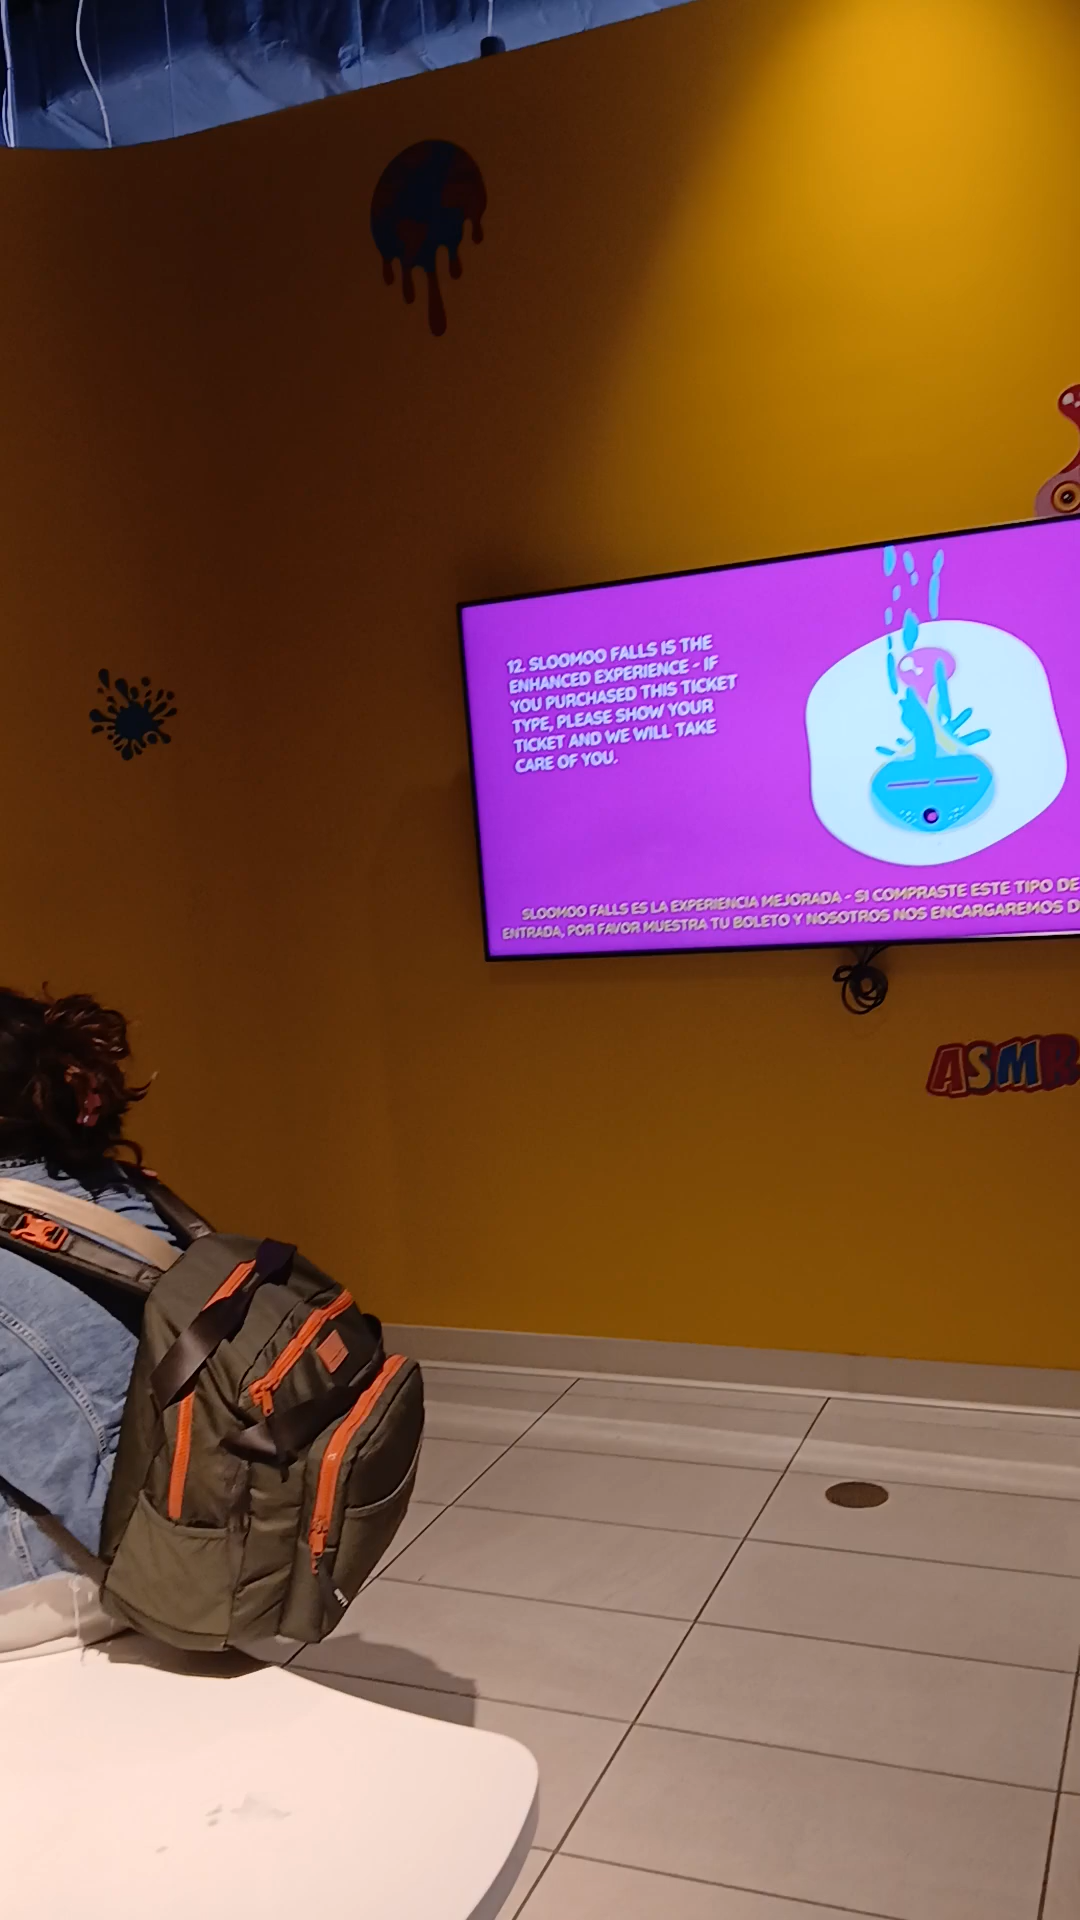 12. SLOOMOO FALLS IS THE
ENHANCED EXPERIENCE - IF
YOU PURCHASED THIS TICKET
TYPE, PLEASE SHOW YOUR
TICKET AND WE WILL TAKE
CARE OF YOU.
SLOOMOO FALLS ES LA EXPERIENCIA MEJORADA - SI COMPRASTE ESTE TIPO DE
ENTRADA, POR FAVOR MUESTRA TU BOLETO Y NOSOTROS NOS ENCARGAREMOS D
ASMR